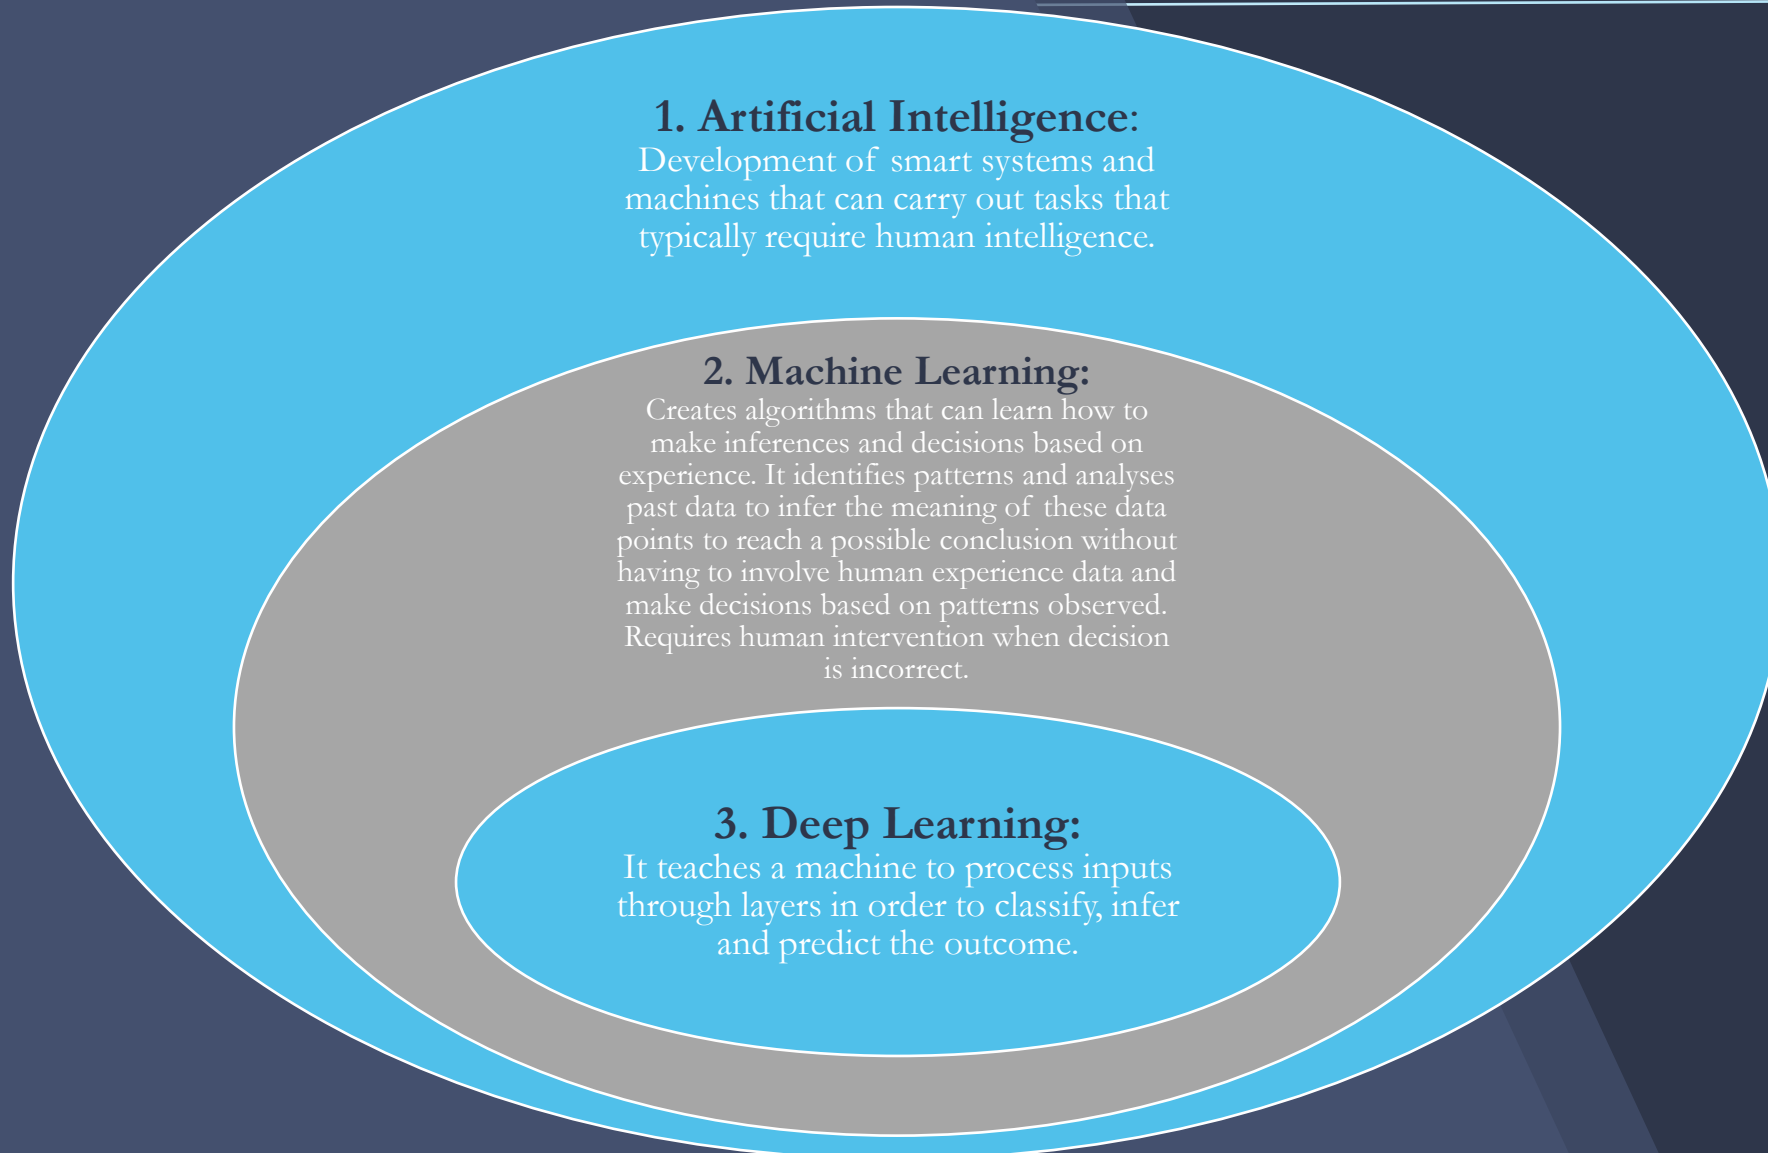 1. Artificial Intelligence:
Development of smart systems and
machines that can carry out tasks that
typically require human intelligence.
2. Machine Learning:
Creates algorithms that can learn how to
make inferences and decisions based on
experience. It identifies patterns and analyses
past data to infer the meaning of these data
points to reach a possible conclusion without
having to involve human experience data and
make decisions based on patterns observed.
Requires human intervention when decision
is incorrect.
3. Deep Learning:
It teaches a machine to process inputs
through layers in order to classify, infer
and predict the outcome.